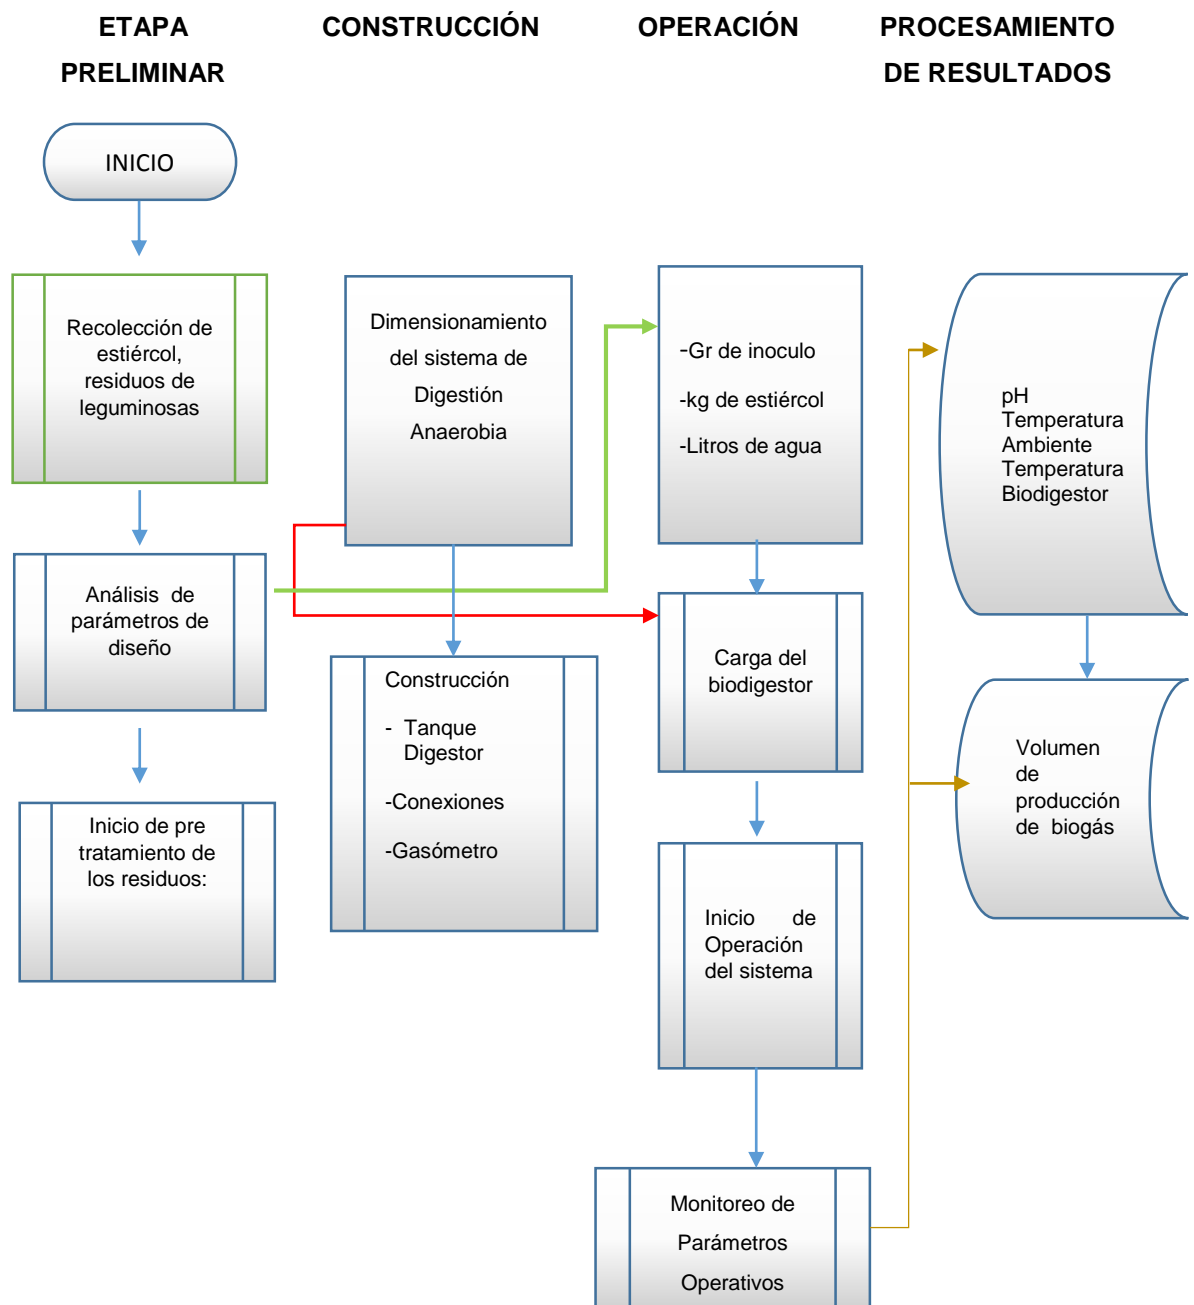 ETAPA
PRELIMINAR
CONSTRUCCIÓN
OPERACIÓN
PROCESAMIENTO
DE RESULTADOS
INICIO
Recolección de
estiércol,
residuos de
leguminosas
Análisis de
parámetros de
diseño
Inicio de pre
tratamiento de
los residuos:
Dimensionamiento
del sistema de
Digestión
Anaerobia
Construcción
- Tanque
Digestor
-Conexiones
-Gasómetro
-Gr de inoculo
-kg de estiércol
-Litros de agua
Carga del
biodigestor
Inicio de
Operación
del sistema
Monitoreo de
Parámetros
Operativos
pH
Temperatura
Ambiente
Temperatura
Biodigestor
Volumen
de
producción
de biogás